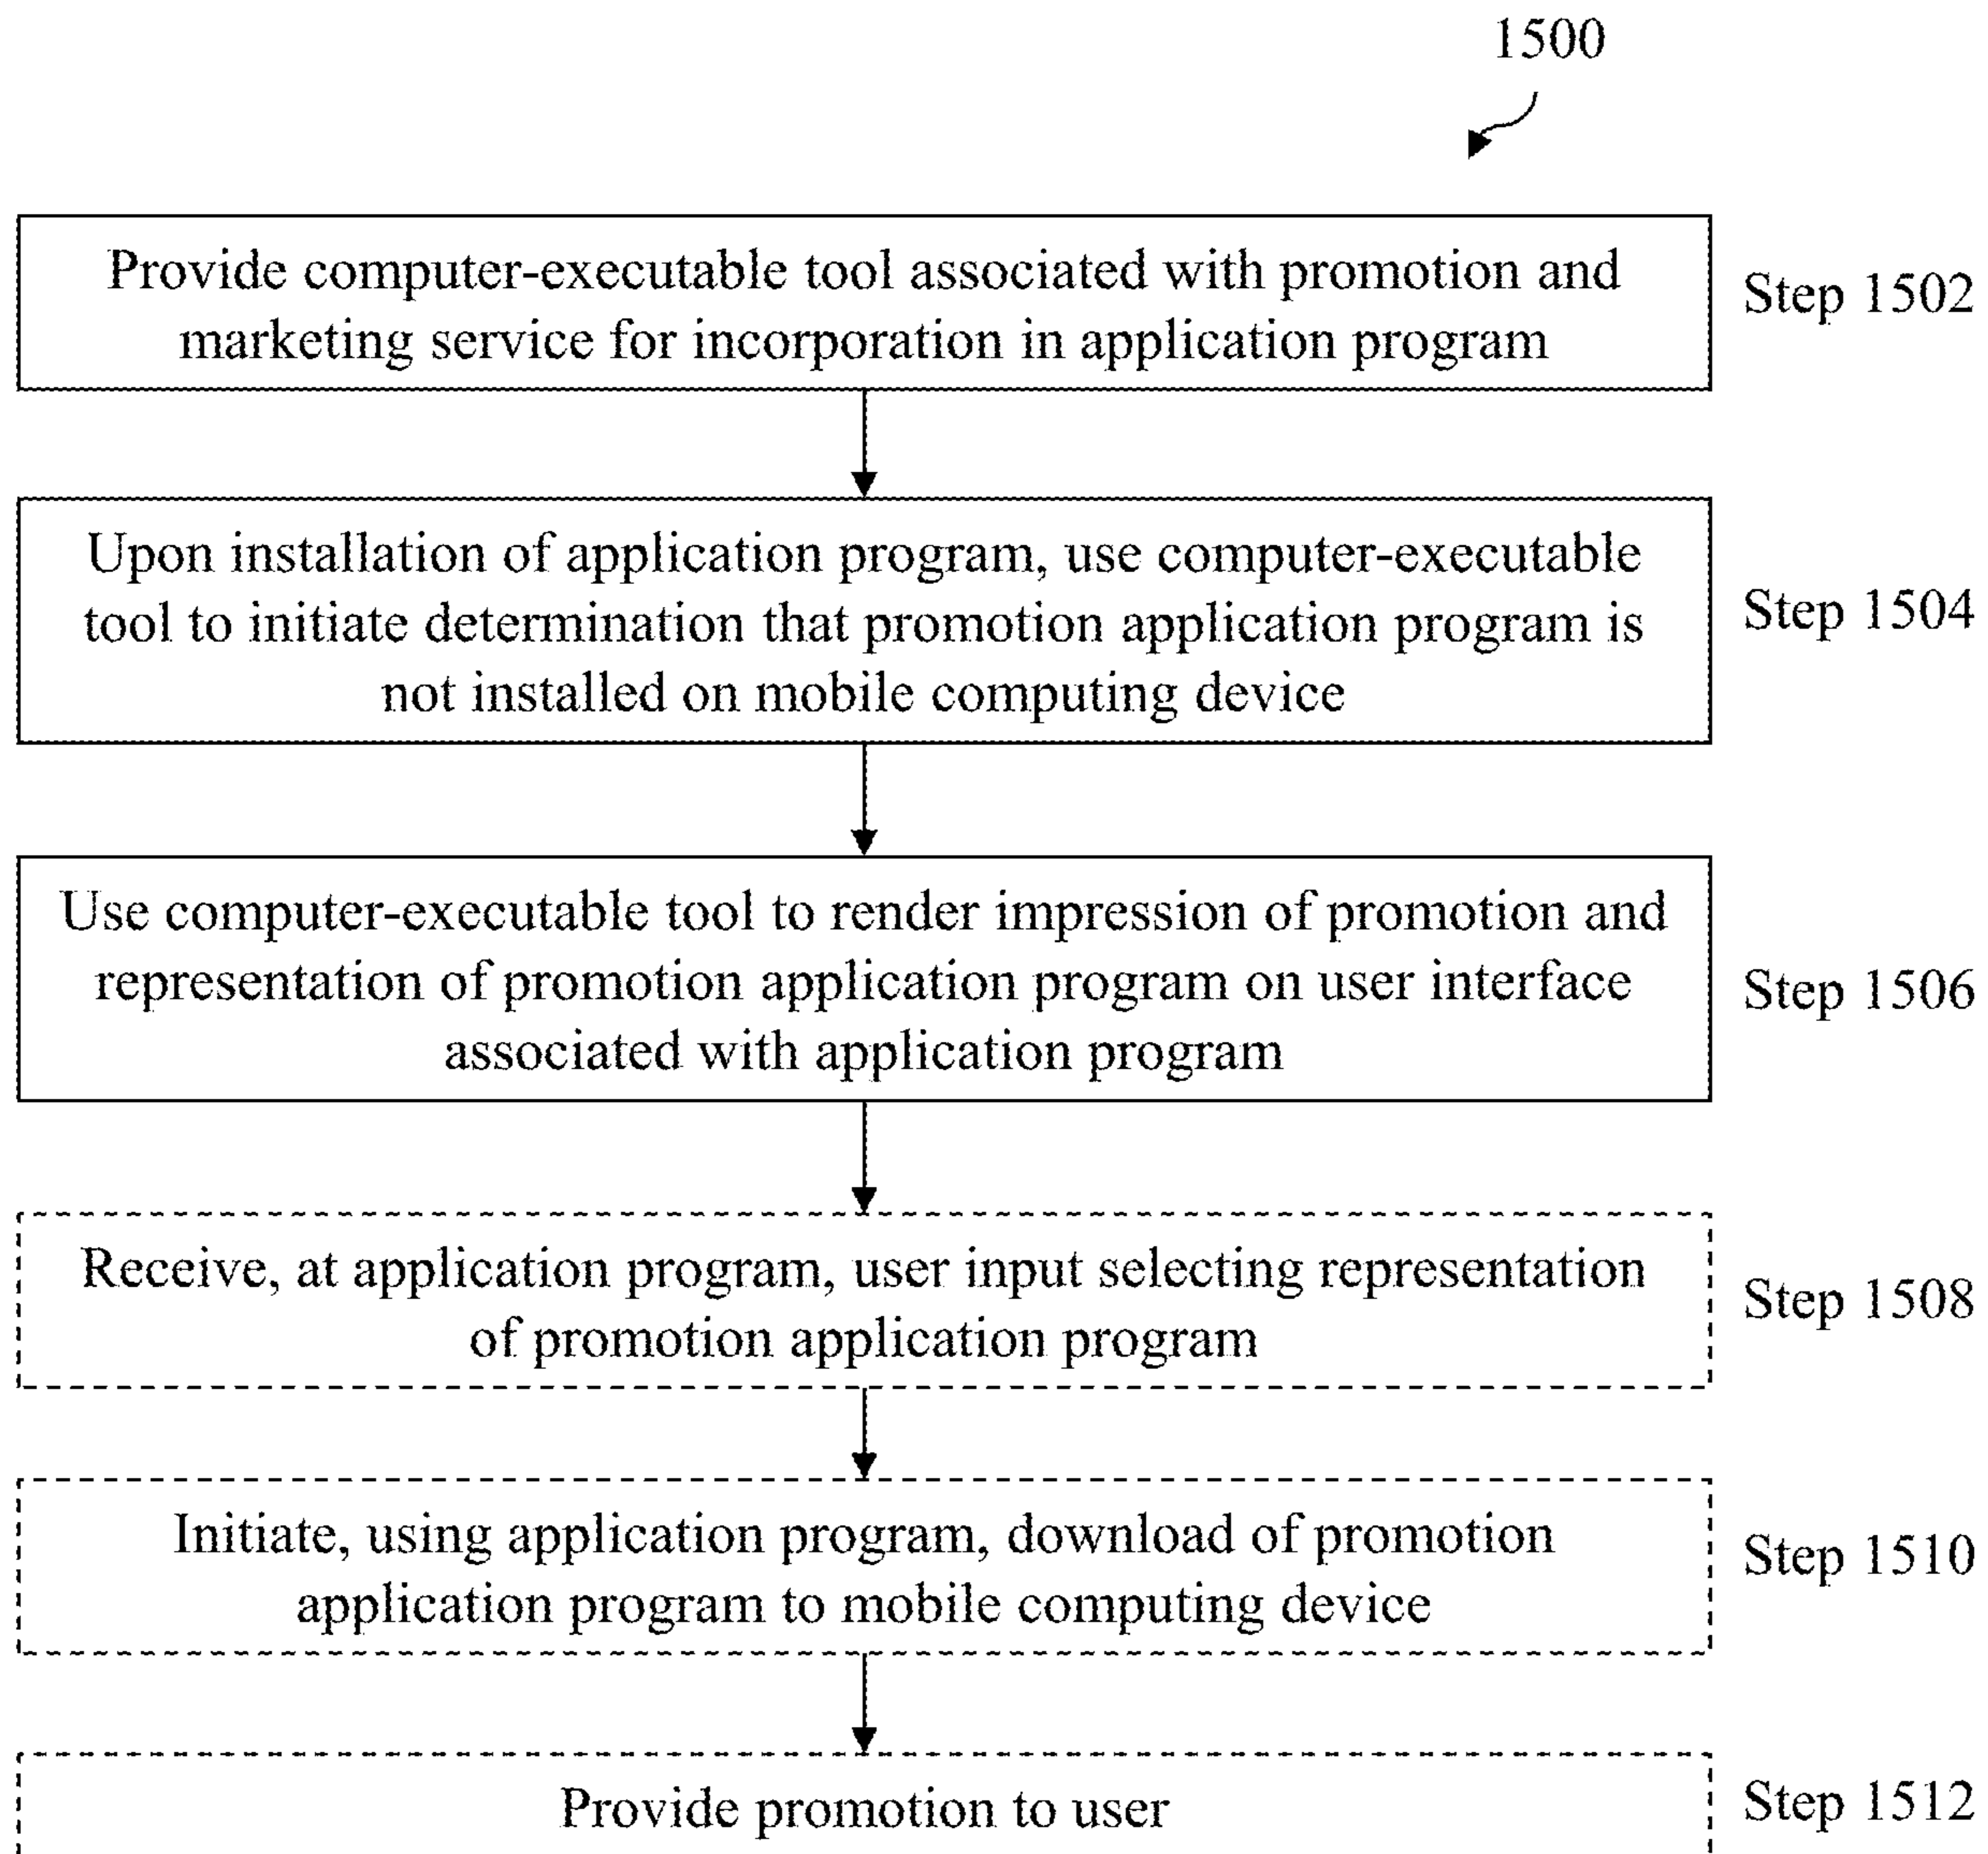 1500
Provide computer-executable tool associated with promotion and
marketing service for incorporation in application program
Step 1502
Upon installation of application program, use computer-executable
tool to initiate determination that promotion application program is
not installed on mobile computing device
Step 1504
Use computer-executable tool to render impression of promotion and
representation of promotion application program on user interface
associated with application program
Step 1506
Receive, at application program, user input selecting representation
of promotion application program
Step 1508
Initiate, using application program, download of promotion
application program to mobile computing device
Step 1510
Provide promotion to user
Step 1512